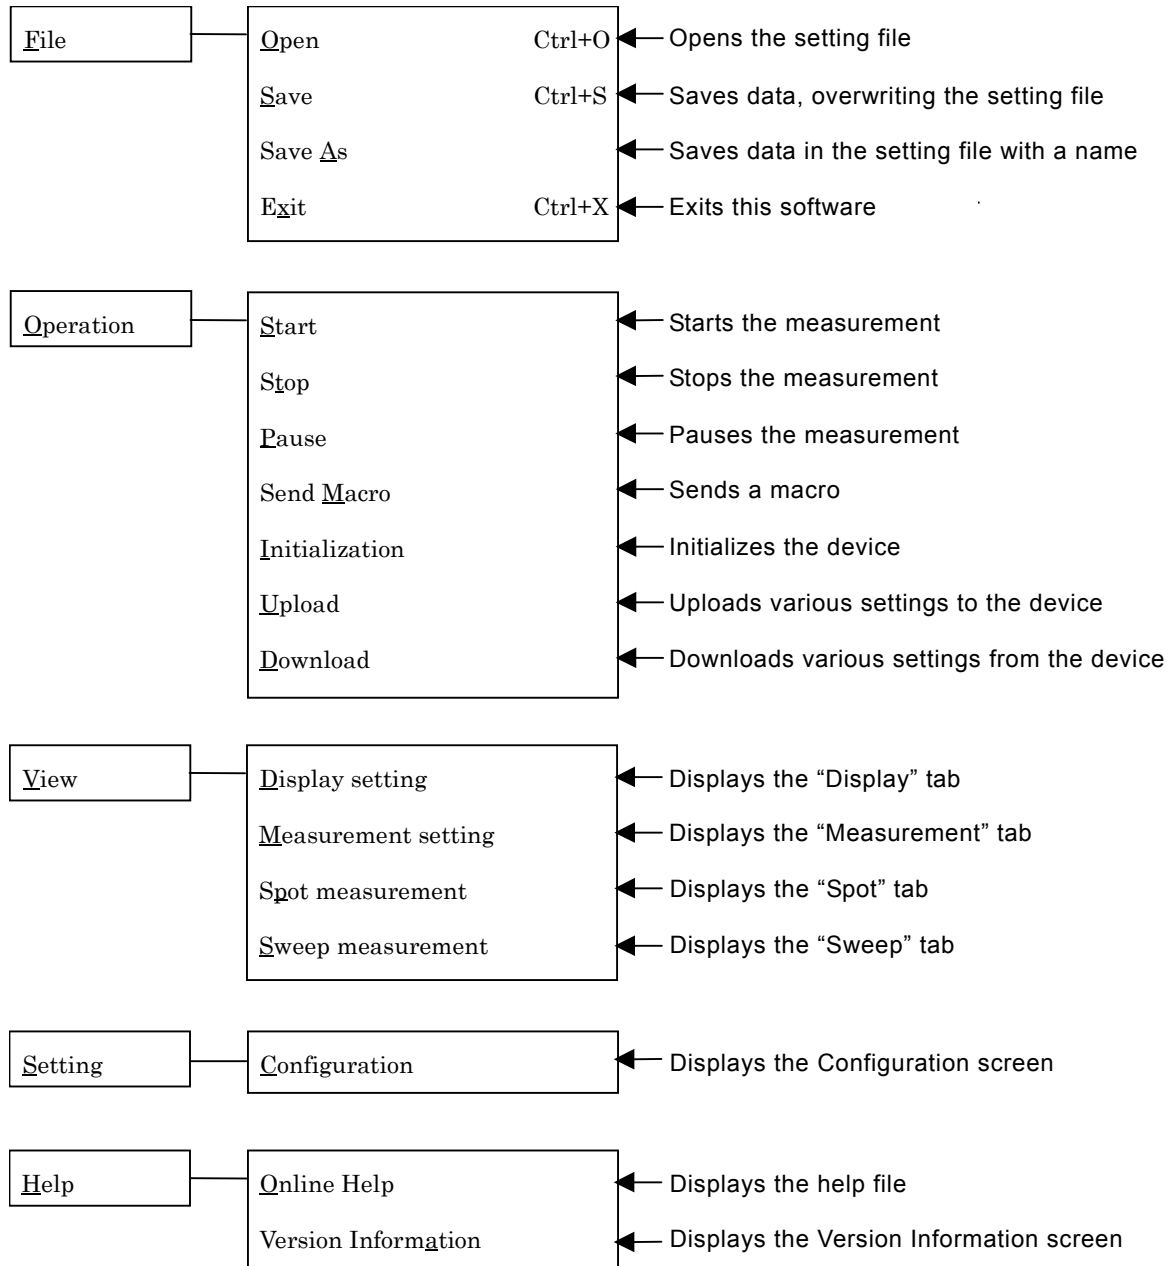 File
Open Ctrl+O Opens the setting file
Save Ctrl+S Saves data, overwriting the setting file
Save As Saves data in the setting file with a name
Exit Ctrl+X Exits this software
Operation
Start Starts the measurement
Stop Stops the measurement
Pause Pauses the measurement
Send Macro Sends a macro
Initialization Initializes the device
Upload Uploads various settings to the device
Download Downloads various settings from the device
View
Display setting Displays the “Display” tab
Measurement setting Displays the “Measurement” tab
Spot measurement Displays the “Spot” tab
Sweep measurement Displays the “Sweep” tab
Setting
Configuration Displays the Configuration screen
Help
Online Help Displays the help file
Version Information Displays the Version Information screen